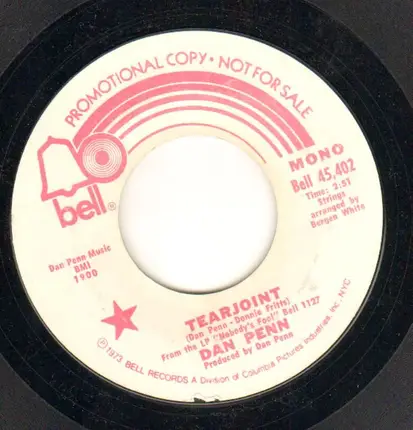 PROMOTIONAL COPY • NOT FOR SALE
bell®
MONO
Bell 45,402
Time: 2:51
Strings
arranged by
Bergen White
Dan Penn Music
BMI
1900
TEARJOINT
(Dan Penn - Donnie Fritts)
From the LP "Nobody's Fool" Bell 1127
DAN PENN
Produced by Dan Penn
℗1973 BELL RECORDS A Division of Columbia Pictures Industries, Inc. • NYC